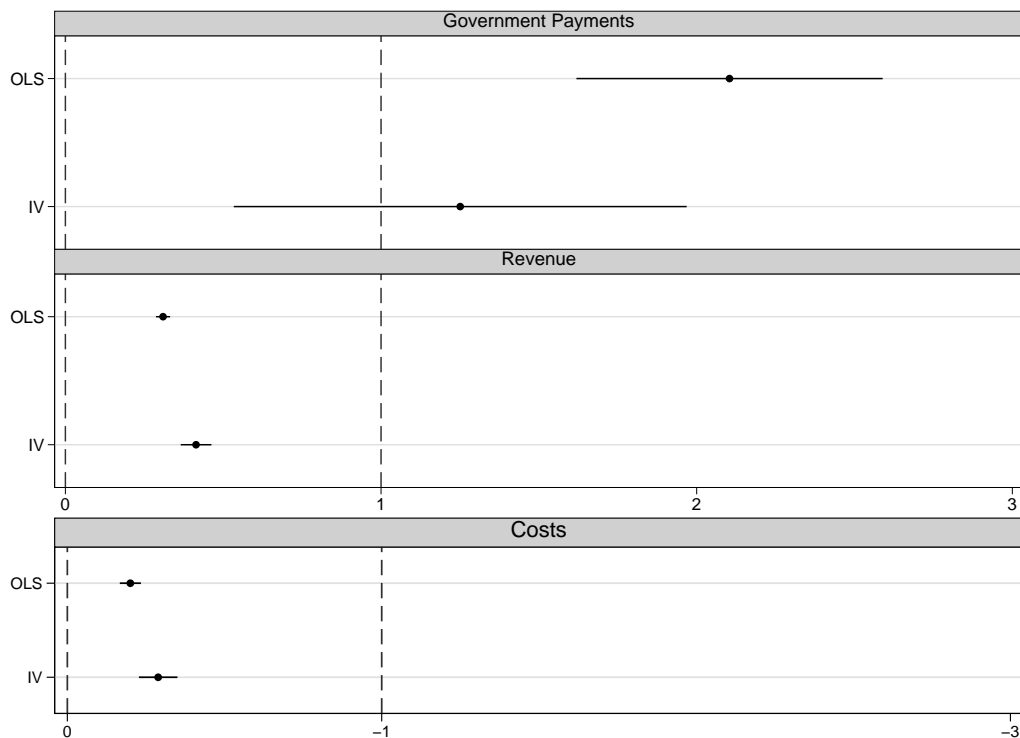 Government Payments
OLS
IV
Revenue
OLS
IV
0 1 2 3
Costs
OLS
IV
0 −1 −3